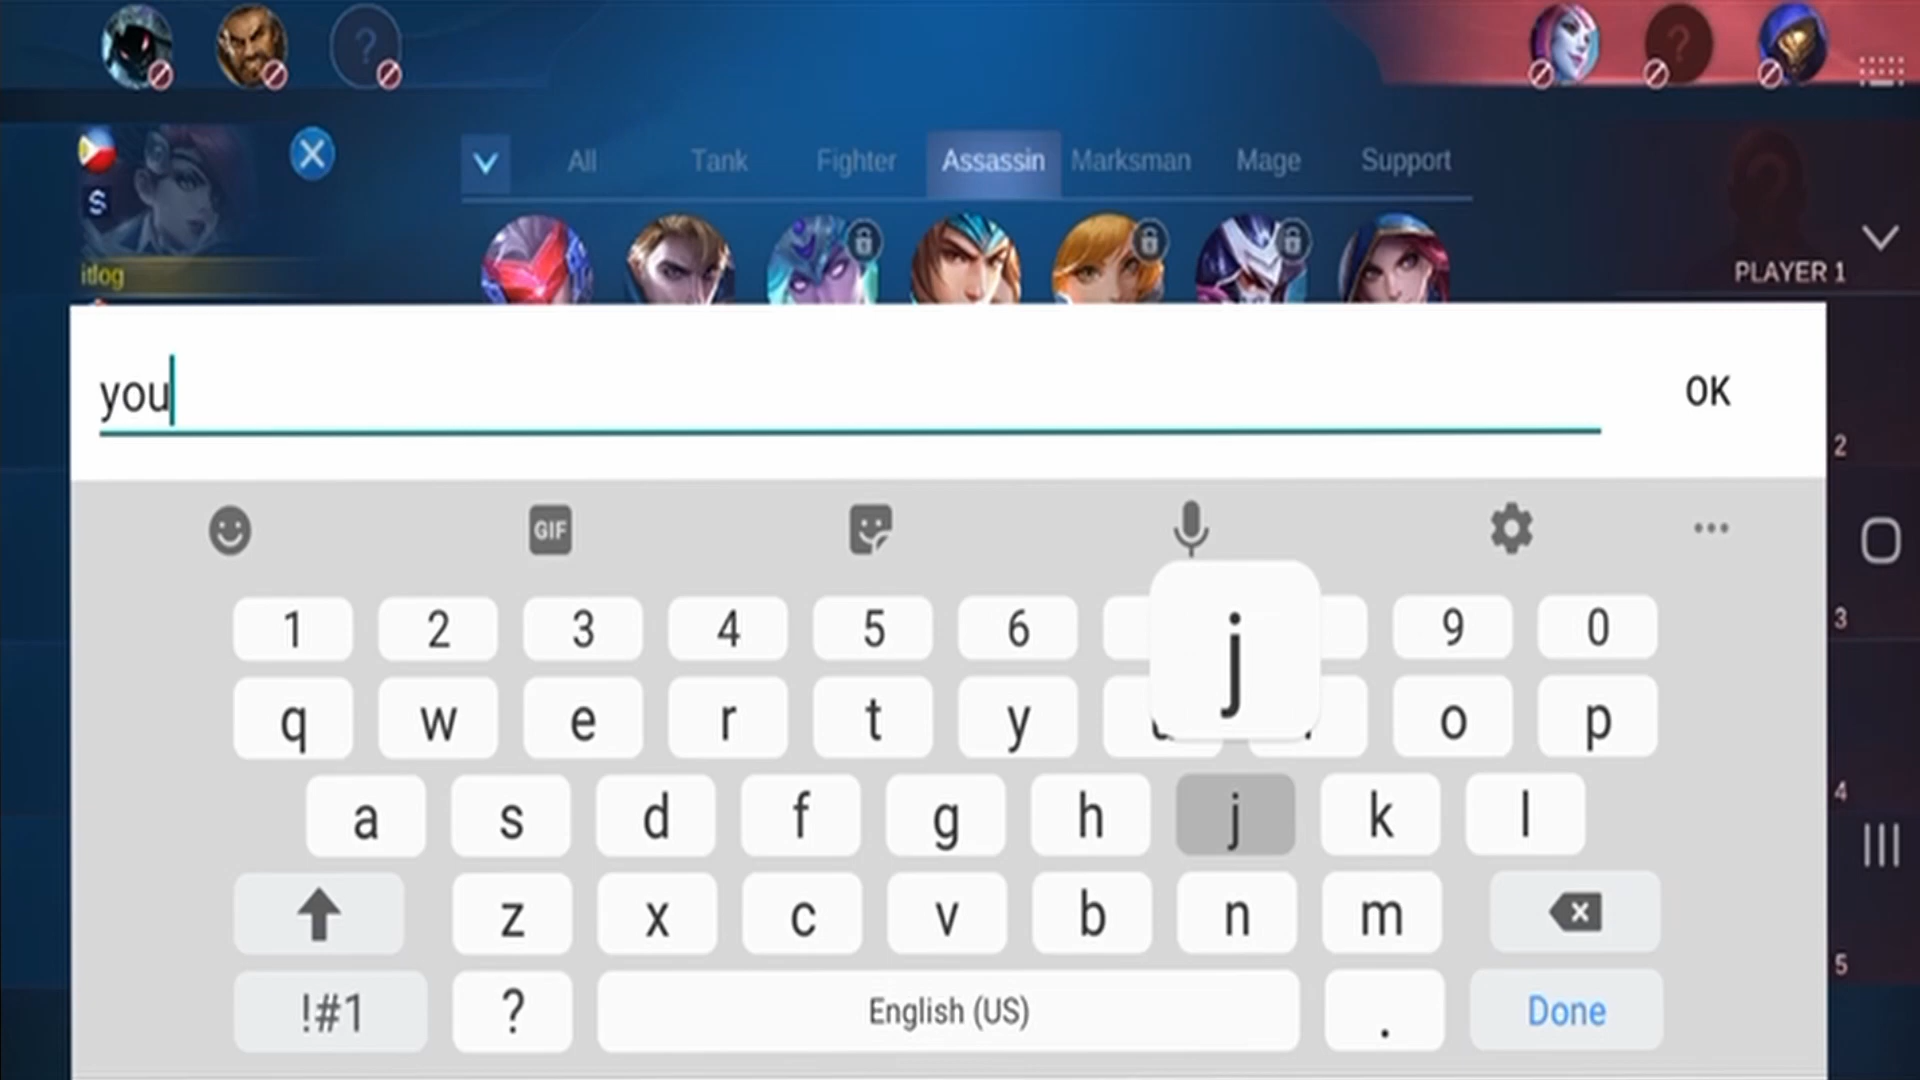 All Tank Fighter Assassin Marksman Mage Support
S
itlog
PLAYER 1
you
OK
2
GIF
j
1 2 3 4 5 6 9 0
3
q w e r t y o p
a s d f g h j k l
4
z x c v b n m
5
!#1 ? English (US) . Done